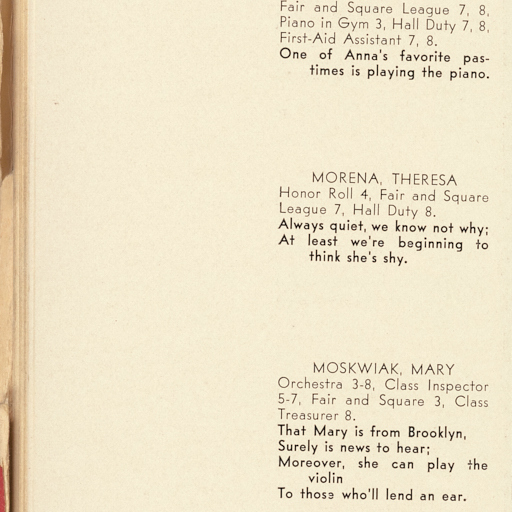 Fair and Square League 7, 8,
Piano in Gym 3, Hall Duty 7, 8,
First-Aid Assistant 7, 8.
One of Anna's favorite pas-
times is playing the piano.
MORENA, THERESA
Honor Roll 4, Fair and Square
League 7, Hall Duty 8.
Always quiet, we know not why;
At least we're beginning to
think she's shy.
MOSKWIAK, MARY
Orchestra 3-8, Class Inspector
5-7, Fair and Square 3, Class
Treasurer 8.
That Mary is from Brooklyn,
Surely is news to hear;
Moreover, she can play the
violin
To those who'll lend an ear.